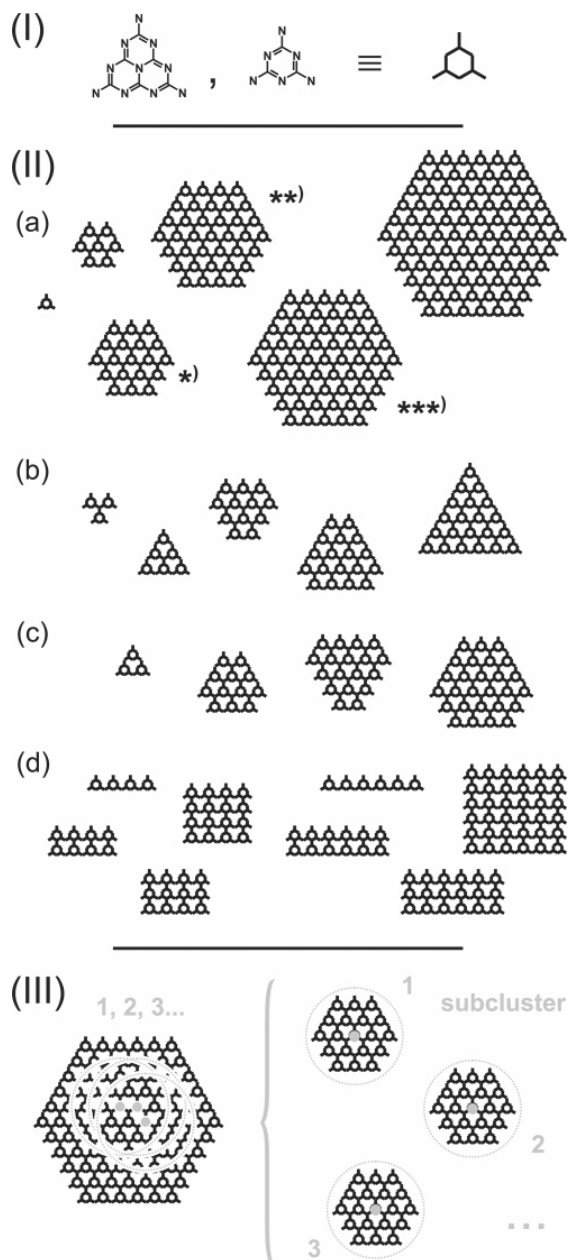 (I)
N
N N
N N N
N N N N N
N
N N
N N N
, ≡
(II)
(a)
**)
*)
***)
(b)
(c)
(d)
(III)
1, 2, 3...
1
subcluster
2
3
...